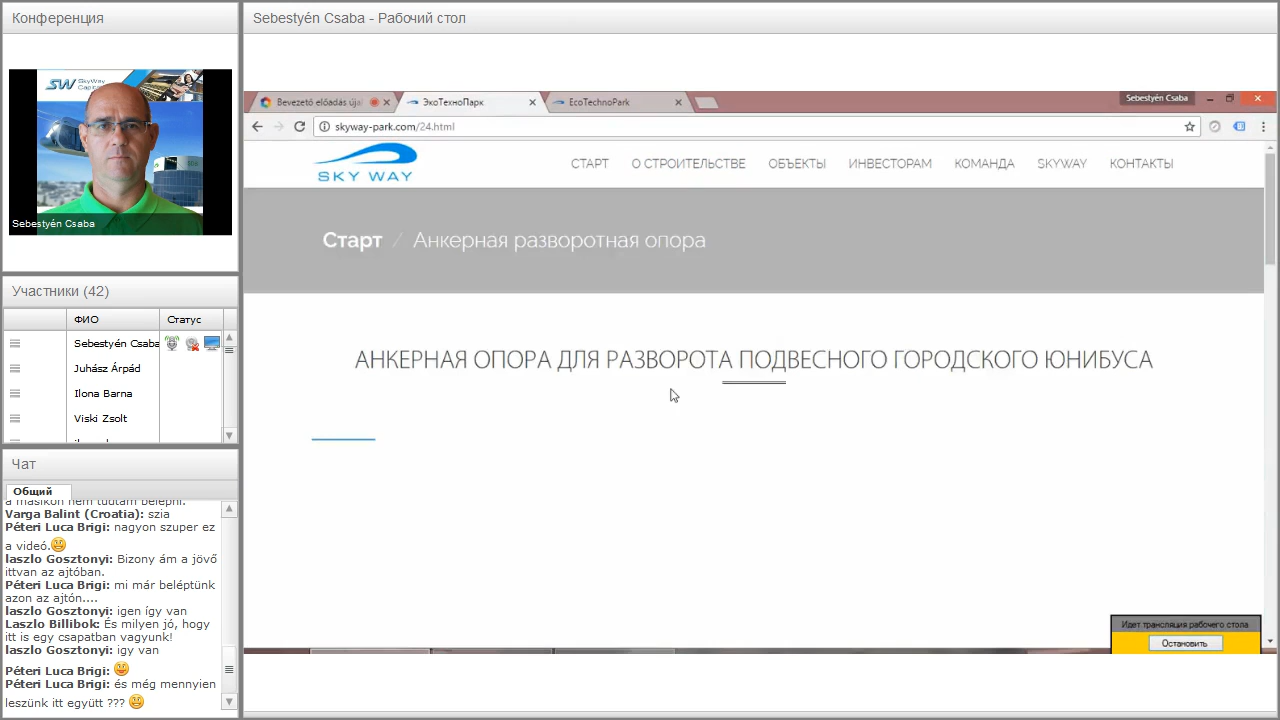 Конференция
SW SkyWay
Capital
Sebestyén Csaba
Участники (42)
ФИО Статус
Sebestyén Csaba
Juhász Árpád
Ilona Barna
Viski Zsolt
Чат
Общий
a másikon nem tudtam belépni.
Varga Balint (Croatia): szia
Péteri Luca Brigi: nagyon szuper ez
a videó.
laszlo Gosztonyi: Bizony ám a jövő
ittvan az ajtóban.
Péteri Luca Brigi: mi már beléptünk
azon az ajtón....
laszlo Gosztonyi: igen így van
Laszlo Billibok: És milyen jó, hogy
itt is egy csapatban vagyunk!
laszlo Gosztonyi: igy van
Péteri Luca Brigi:
Péteri Luca Brigi: és még mennyien
leszünk itt együtt ???
Sebestyén Csaba - Рабочий стол
Bevezető előadás úja ЭкоТехноПарк EcoTechnoPark Sebestyén Csaba
skyway-park.com/24.html
SKY WAY
СТАРТ О СТРОИТЕЛЬСТВЕ ОБЪЕКТЫ ИНВЕСТОРАМ КОМАНДА SKYWAY КОНТАКТЫ
Старт / Анкерная разворотная опора
АНКЕРНАЯ ОПОРА ДЛЯ РАЗВОРОТА ПОДВЕСНОГО ГОРОДСКОГО ЮНИБУСА
Идет трансляция рабочего стола
Остановить